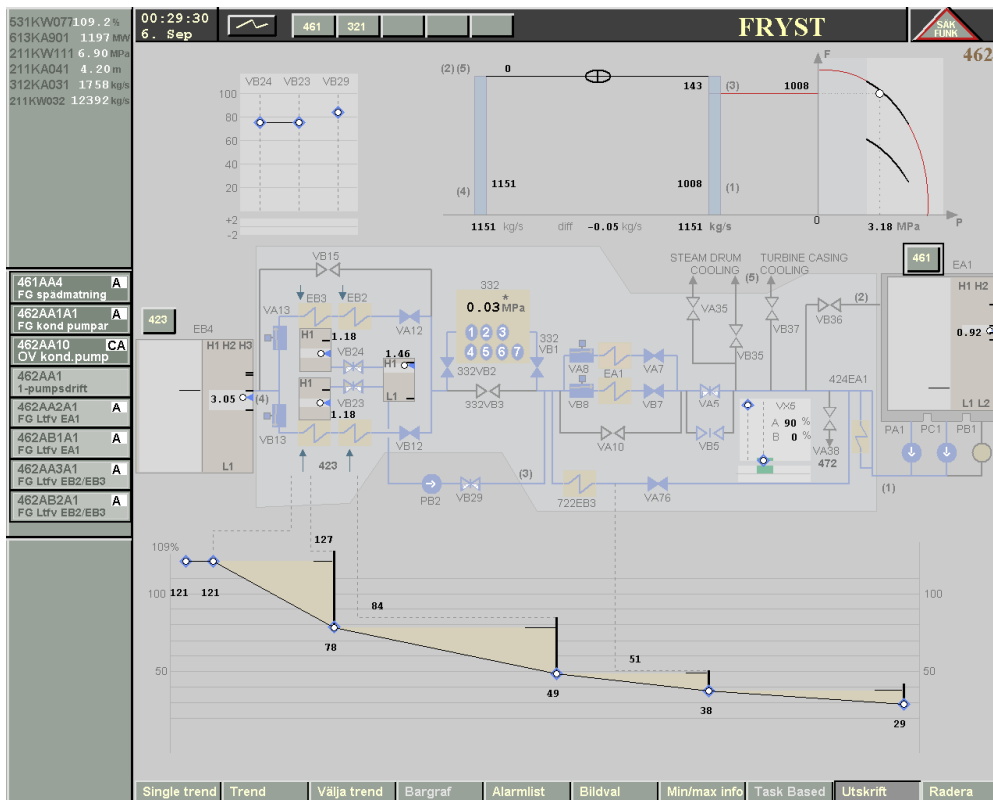 531KW077 109.2 %
613KA901 1197 MW
211KW111 6.90 MPa
211KA041 4.20 m
312KA031 1758 kg/s
211KW032 12392 kg/s
00:29:30
6. Sep
461 321
FRYST
SAK
FUNK
462
VB24 VB23 VB29
100
80
60
40
20
+2
-2
(2) (5) 0
143 (3) 1008
(4) 1151 1008 (1)
1151 kg/s diff -0.05 kg/s 1151 kg/s
F
0 3.18 MPa P
461AA4 A
FG spadmatning
462AA1A1 A
FG kond pumpar
462AA10 CA
OV kond.pump
462AA1
1-pumpsdrift
462AA2A1 A
FG Ltfv EA1
462AB1A1 A
FG Ltfv EA1
462AA3A1 A
FG Ltfv EB2/EB3
462AB2A1 A
FG Ltfv EB2/EB3
423
EB4
H1 H2 H3
3.05
(4)
L1
VB15
VA13
EB3 EB2
VA12
H1 1.18
VB24
1.46
H1
L1
VB23
H1
1.18
VB13
VB12
423
332
0.03 * MPa
1 2 3
4 5 6 7
332
VB1
332VB2
332VB3
PB2 VB29
(3)
VA8 VA7
EA1
VB8 VB7
VA10
VA5
VB5
722EB3 VA76
STEAM DRUM
COOLING
(5)
TURBINE CASING
COOLING
VA35
VB35
VB37
VB36
(2)
VX5
A 90 %
B 0 %
424EA1
VA38
472
461
EA1
H1 H2
0.92
L1 L2
PA1 PC1 PB1
(1)
109%
100
50
121 121
127
78
84
49
51
38
29
100
50
Single trend Trend Välja trend Bargraf Alarmlist Bildval Min/max info Task Based Utskrift Radera